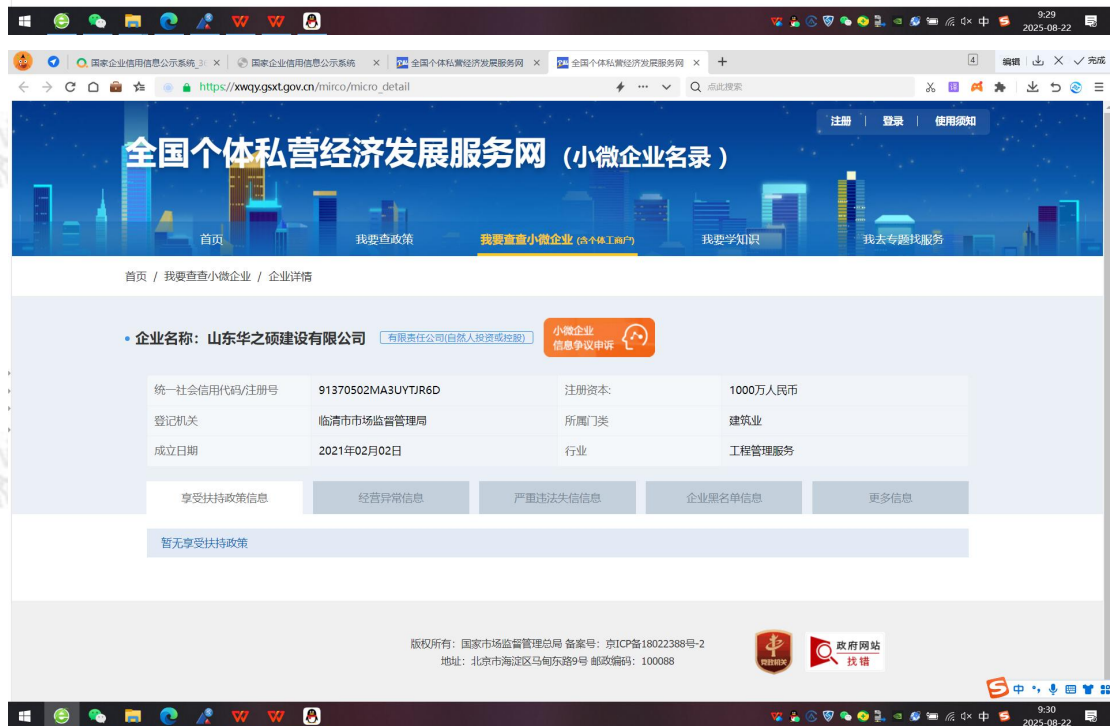 9:29
中
2025-08-22
国家企业信用信息公示系统_3
国家企业信用信息公示系统
全国个体私营经济发展服务网
全国个体私营经济发展服务网
4
编辑
完成
https://xwqy.gsxt.gov.cn/mirco/micro_detail
点此搜索
注册 | 登录 | 使用须知
全国个体私营经济发展服务网 (小微企业名录)
首页 我要查政策 我要查查小微企业 (含个体工商户) 我要学知识 我去专题找服务
首页 / 我要查查小微企业 / 企业详情
企业名称: 山东华之硕建设有限公司 有限责任公司(自然人投资或控股)
小微企业
信息争议申诉
统一社会信用代码/注册号 91370502MA3UYTJR6D 注册资本: 1000万人民币
登记机关 临清市市场监督管理局 所属门类 建筑业
成立日期 2021年02月02日 行业 工程管理服务
享受扶持政策信息 经营异常信息 严重违法失信信息 企业黑名单信息 更多信息
暂无享受扶持政策
版权所有: 国家市场监督管理总局 备案号: 京ICP备18022388号-2
地址: 北京市海淀区马甸东路9号 邮政编码: 100088
党政机关
政府网站
找错
中
9:30
中
2025-08-22